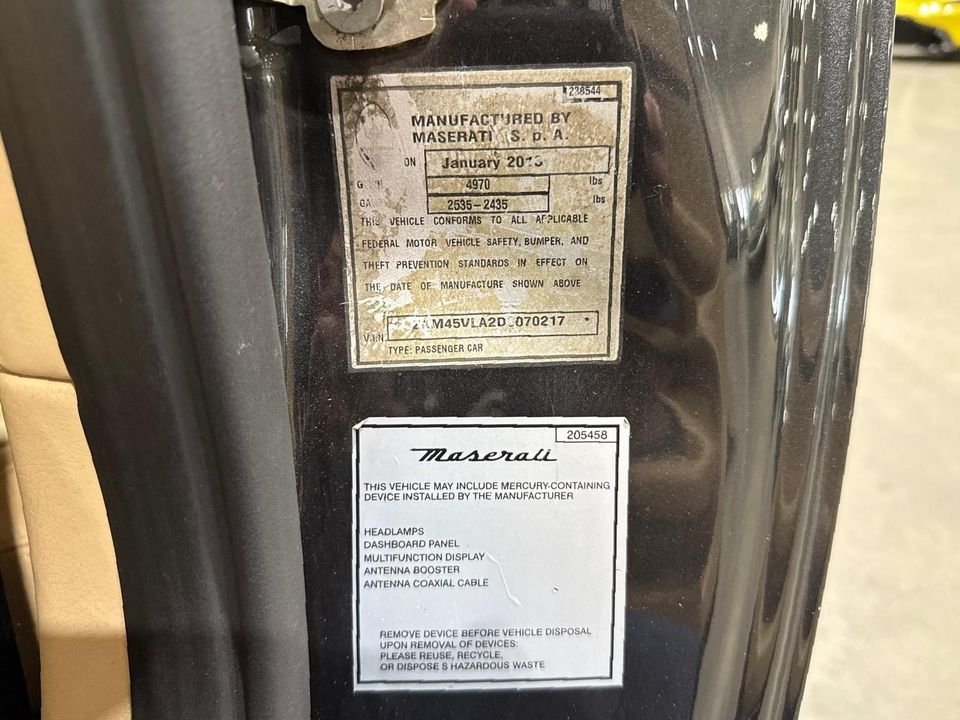 238544
MANUFACTURED BY
MASERATI S. p. A.
ON January
4970 lbs
2535-2435 lbs
THIS VEHICLE CONFORMS TO ALL APPLICABLE
FEDERAL MOTOR VEHICLE SAFETY, BUMPER, AND
THEFT PREVENTION STANDARDS IN EFFECT ON
THE DATE OF MANUFACTURE SHOWN ABOVE
V.I.N.
TYPE: PASSENGER CAR
205458
Maserati
THIS VEHICLE MAY INCLUDE MERCURY-CONTAINING
DEVICE INSTALLED BY THE MANUFACTURER
HEADLAMPS
DASHBOARD PANEL
MULTIFUNCTION DISPLAY
ANTENNA BOOSTER
ANTENNA COAXIAL CABLE
REMOVE DEVICE BEFORE VEHICLE DISPOSAL
UPON REMOVAL OF DEVICES:
PLEASE REUSE, RECYCLE,
OR DISPOSE S HAZARDOUS WASTE